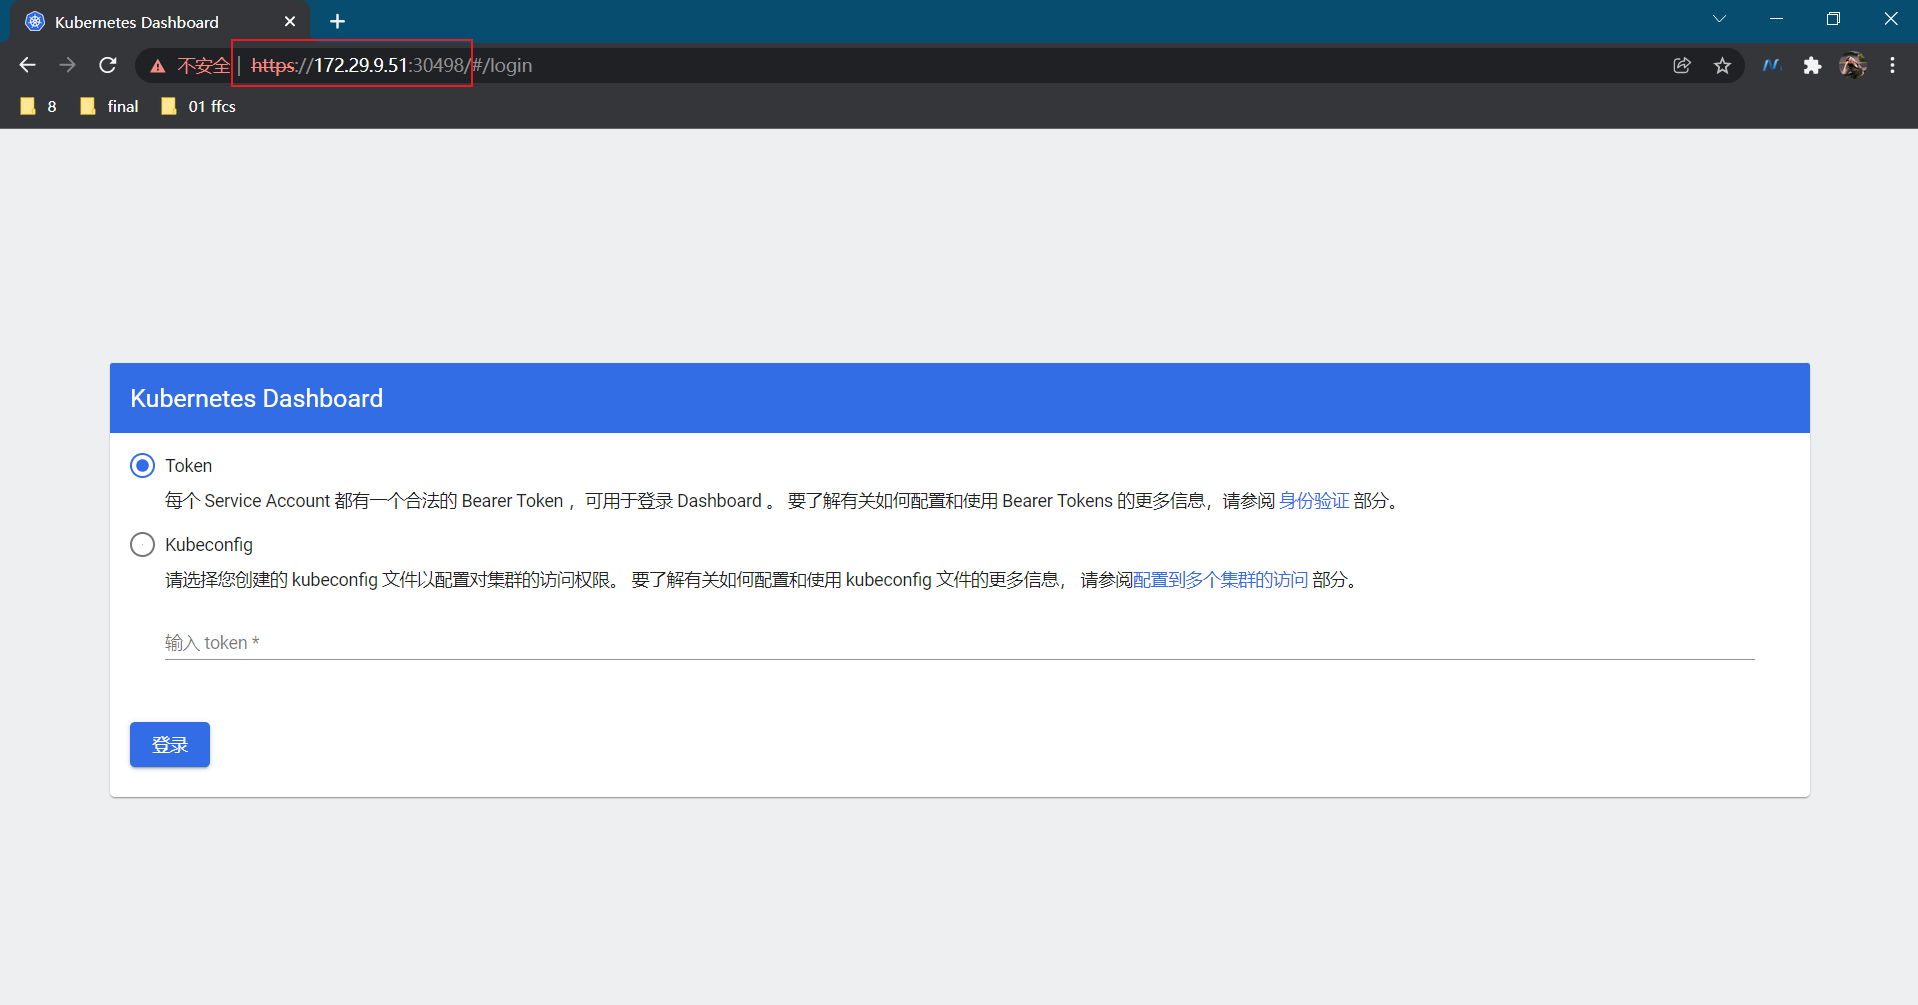 Kubernetes Dashboard
不安全 | https://172.29.9.51:30498/#/login
8 final 01 ffcs
Kubernetes Dashboard
Token
每个 Service Account 都有一个合法的 Bearer Token ，可用于登录 Dashboard 。 要了解有关如何配置和使用 Bearer Tokens 的更多信息，请参阅 身份验证 部分。
Kubeconfig
请选择您创建的 kubeconfig 文件以配置对集群的访问权限。 要了解有关如何配置和使用 kubeconfig 文件的更多信息， 请参阅配置到多个集群的访问 部分。
输入 token *
登录